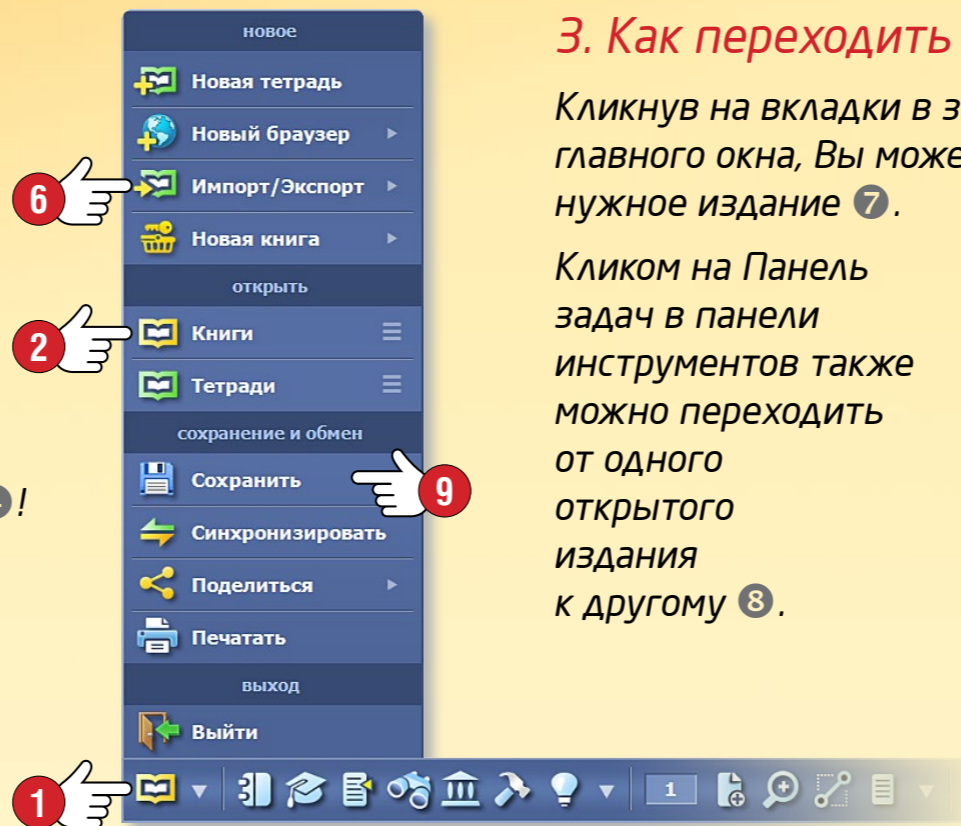 новое
Новая тетрадь
Новый браузер
6
Импорт/Экспорт
Новая книга
открыть
2
Книги
Тетради
сохранение и обмен
Сохранить
9
Синхронизировать
Поделиться
Печатать
выход
Выйти
1
1
!
3. Как переходить
Кликнув на вкладки в з
главного окна, Вы може
нужное издание 7.
Кликом на Панель
задач в панели
инструментов также
можно переходить
от одного
открытого
издания
к другому 8.